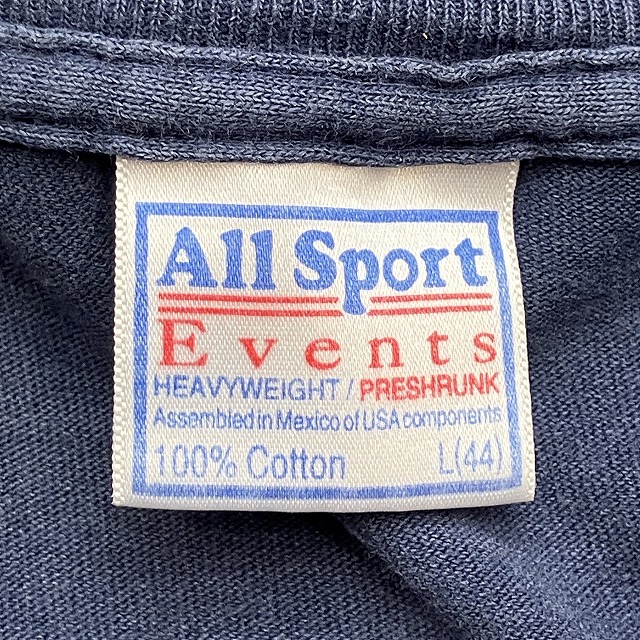 All Sport
Events
HEAVYWEIGHT / PRESHRUNK
Assembled in Mexico of USA components
100% Cotton L(44)